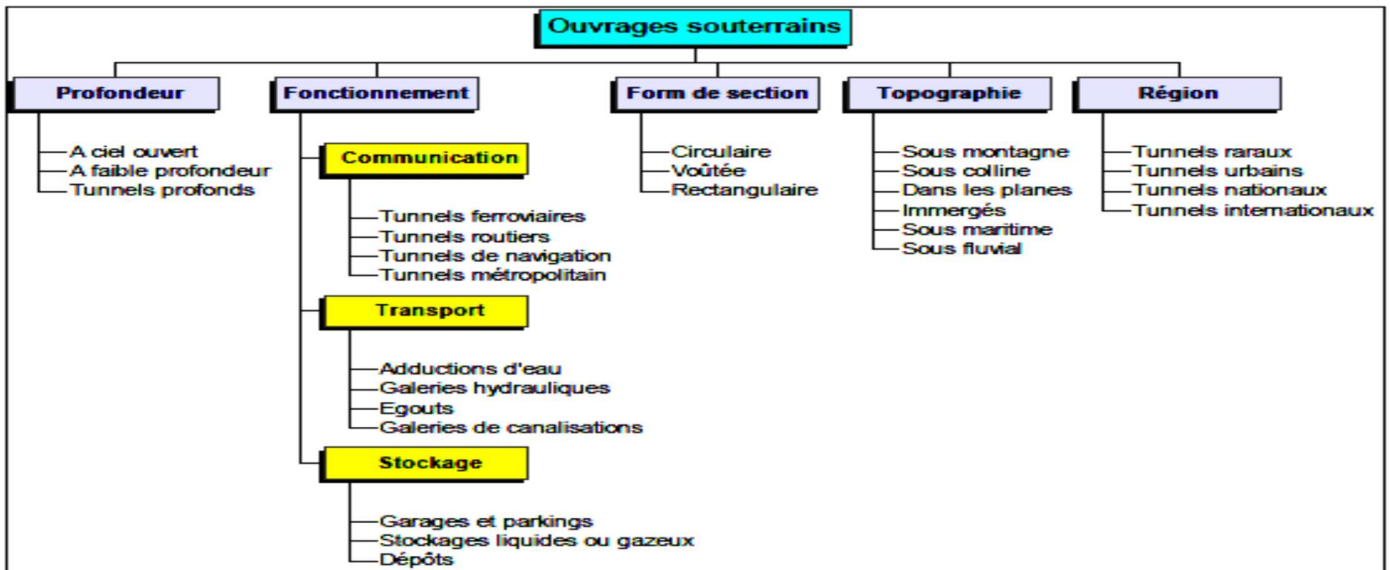 Ouvrages souterrains
Profondeur
A ciel ouvert
A faible profondeur
Tunnels profonds
Fonctionnement
Communication
Tunnels ferroviaires
Tunnels routiers
Tunnels de navigation
Tunnels métropolitain
Transport
Adductions d'eau
Galeries hydrauliques
Egouts
Galeries de canalisations
Stockage
Garages et parkings
Stockages liquides ou gazeux
Dépôts
Form de section
Circulaire
Voûtée
Rectangulaire
Topographie
Sous montagne
Sous colline
Dans les planes
Immergés
Sous maritime
Sous fluvial
Région
Tunnels raraux
Tunnels urbains
Tunnels nationaux
Tunnels internationaux